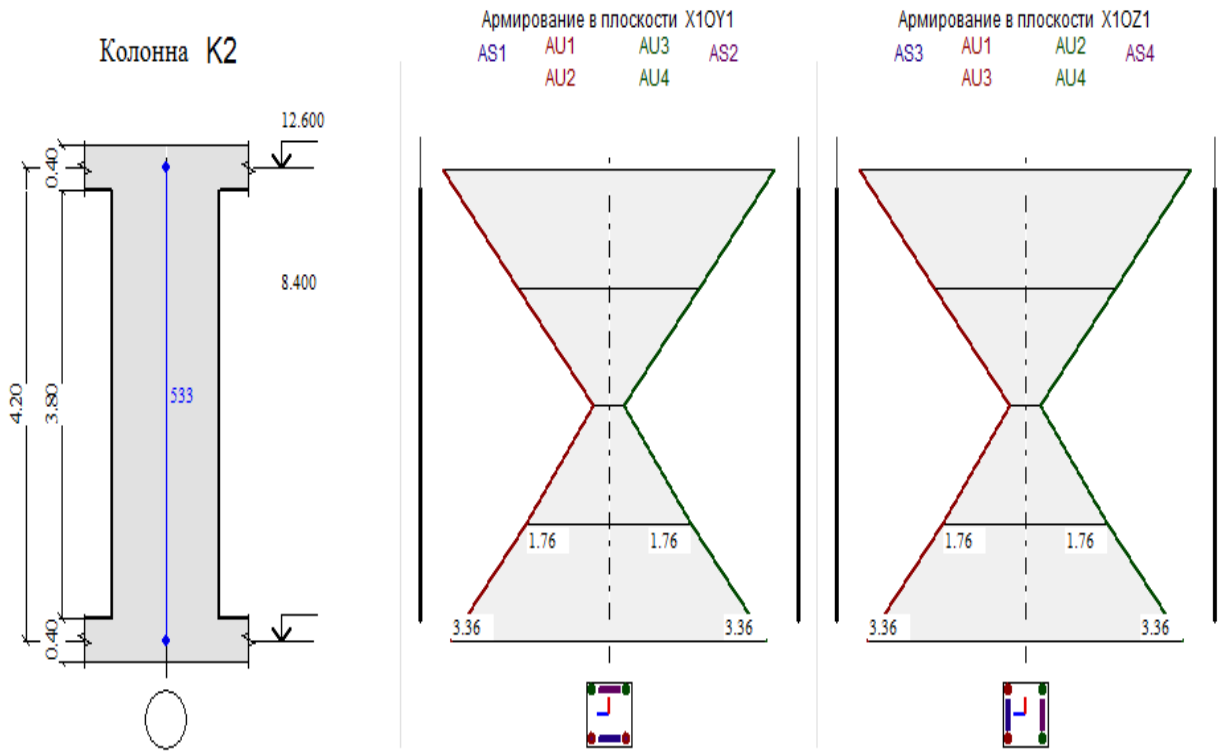 Колонна K2
12.600
0.40
8.400
4.20
3.80
533
0.40
Армирование в плоскости X1OY1
AS1 AU1 AU3 AS2
AU2 AU4
1.76 1.76
3.36 3.36
Армирование в плоскости X1OZ1
AS3 AU1 AU2 AS4
AU3 AU4
1.76 1.76
3.36 3.36